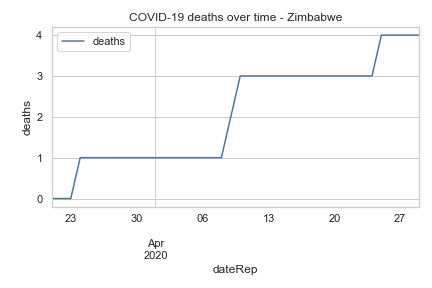 COVID-19 deaths over time - Zimbabwe
deaths
deaths
4
3
2
1
0
23 30 06 13 20 27
Apr
2020
dateRep